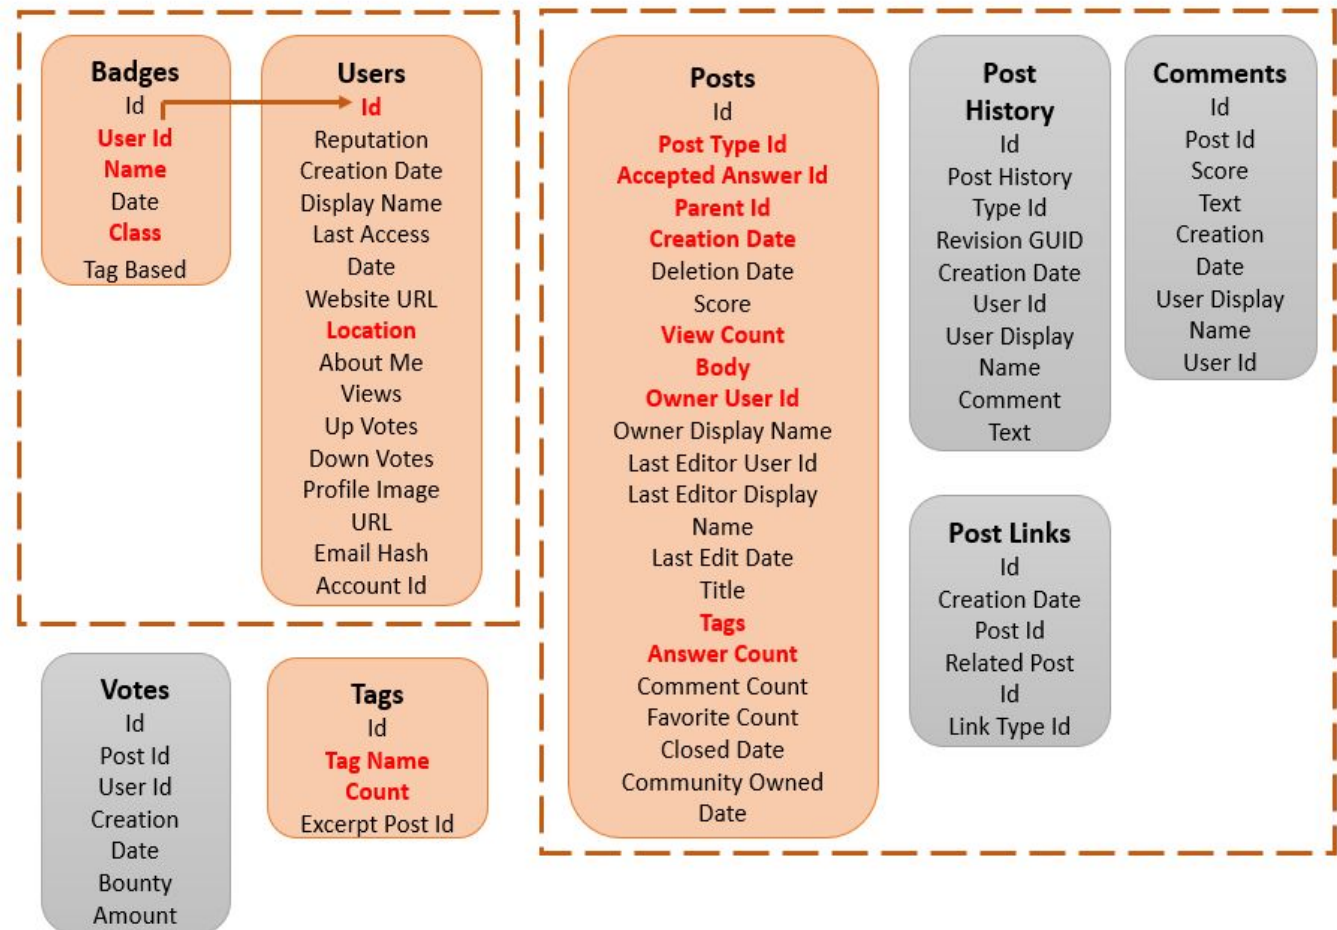 Badges
Id
User Id
Name
Date
Class
Tag Based
Users
Id
Reputation
Creation Date
Display Name
Last Access
Date
Website URL
Location
About Me
Views
Up Votes
Down Votes
Profile Image
URL
Email Hash
Account Id
Posts
Id
Post Type Id
Accepted Answer Id
Parent Id
Creation Date
Deletion Date
Score
View Count
Body
Owner User Id
Owner Display Name
Last Editor User Id
Last Editor Display
Name
Last Edit Date
Title
Tags
Answer Count
Comment Count
Favorite Count
Closed Date
Community Owned
Date
Post
History
Id
Post History
Type Id
Revision GUID
Creation Date
User Id
User Display
Name
Comment
Text
Comments
Id
Post Id
Score
Text
Creation
Date
User Display
Name
User Id
Post Links
Id
Creation Date
Post Id
Related Post
Id
Link Type Id
Votes
Id
Post Id
User Id
Creation
Date
Bounty
Amount
Tags
Id
Tag Name
Count
Excerpt Post Id